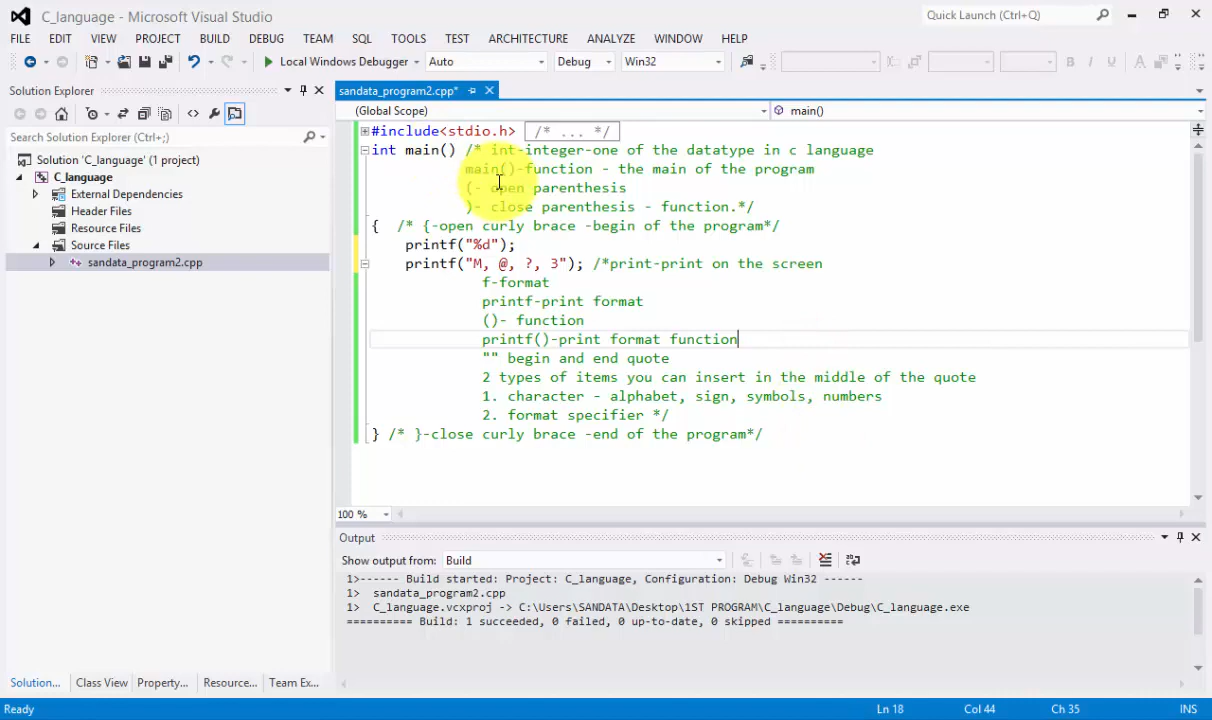 C_language - Microsoft Visual Studio
Quick Launch (Ctrl+Q)
FILE EDIT VIEW PROJECT BUILD DEBUG TEAM SQL TOOLS TEST ARCHITECTURE ANALYZE WINDOW HELP
Local Windows Debugger Auto Debug Win32
Solution Explorer
sandata_program2.cpp*
(Global Scope) main()
Search Solution Explorer (Ctrl+;)
Solution 'C_language' (1 project)
C_language
External Dependencies
Header Files
Resource Files
Source Files
sandata_program2.cpp
#include<stdio.h> /* ... */
int main() /* int-integer-one of the datatype in c language
main()-function - the main of the program
(- open parenthesis
)- close parenthesis - function.*/
{ /* {-open curly brace -begin of the program*/
printf("%d");
printf("M, @, ?, 3"); /*print-print on the screen
f-format
printf-print format
()- function
printf()-print format function
"" begin and end quote
2 types of items you can insert in the middle of the quote
1. character - alphabet, sign, symbols, numbers
2. format specifier */
} /* }-close curly brace -end of the program*/
100 %
Output
Show output from: Build
1>------ Build started: Project: C_language, Configuration: Debug Win32 ------
1> sandata_program2.cpp
1> C_language.vcxproj -> C:\Users\SANDATA\Desktop\1ST PROGRAM\C_language\Debug\C_language.exe
========== Build: 1 succeeded, 0 failed, 0 up-to-date, 0 skipped ==========
Solution... Class View Property... Resource... Team Ex...
Ready Ln 18 Col 44 Ch 35 INS